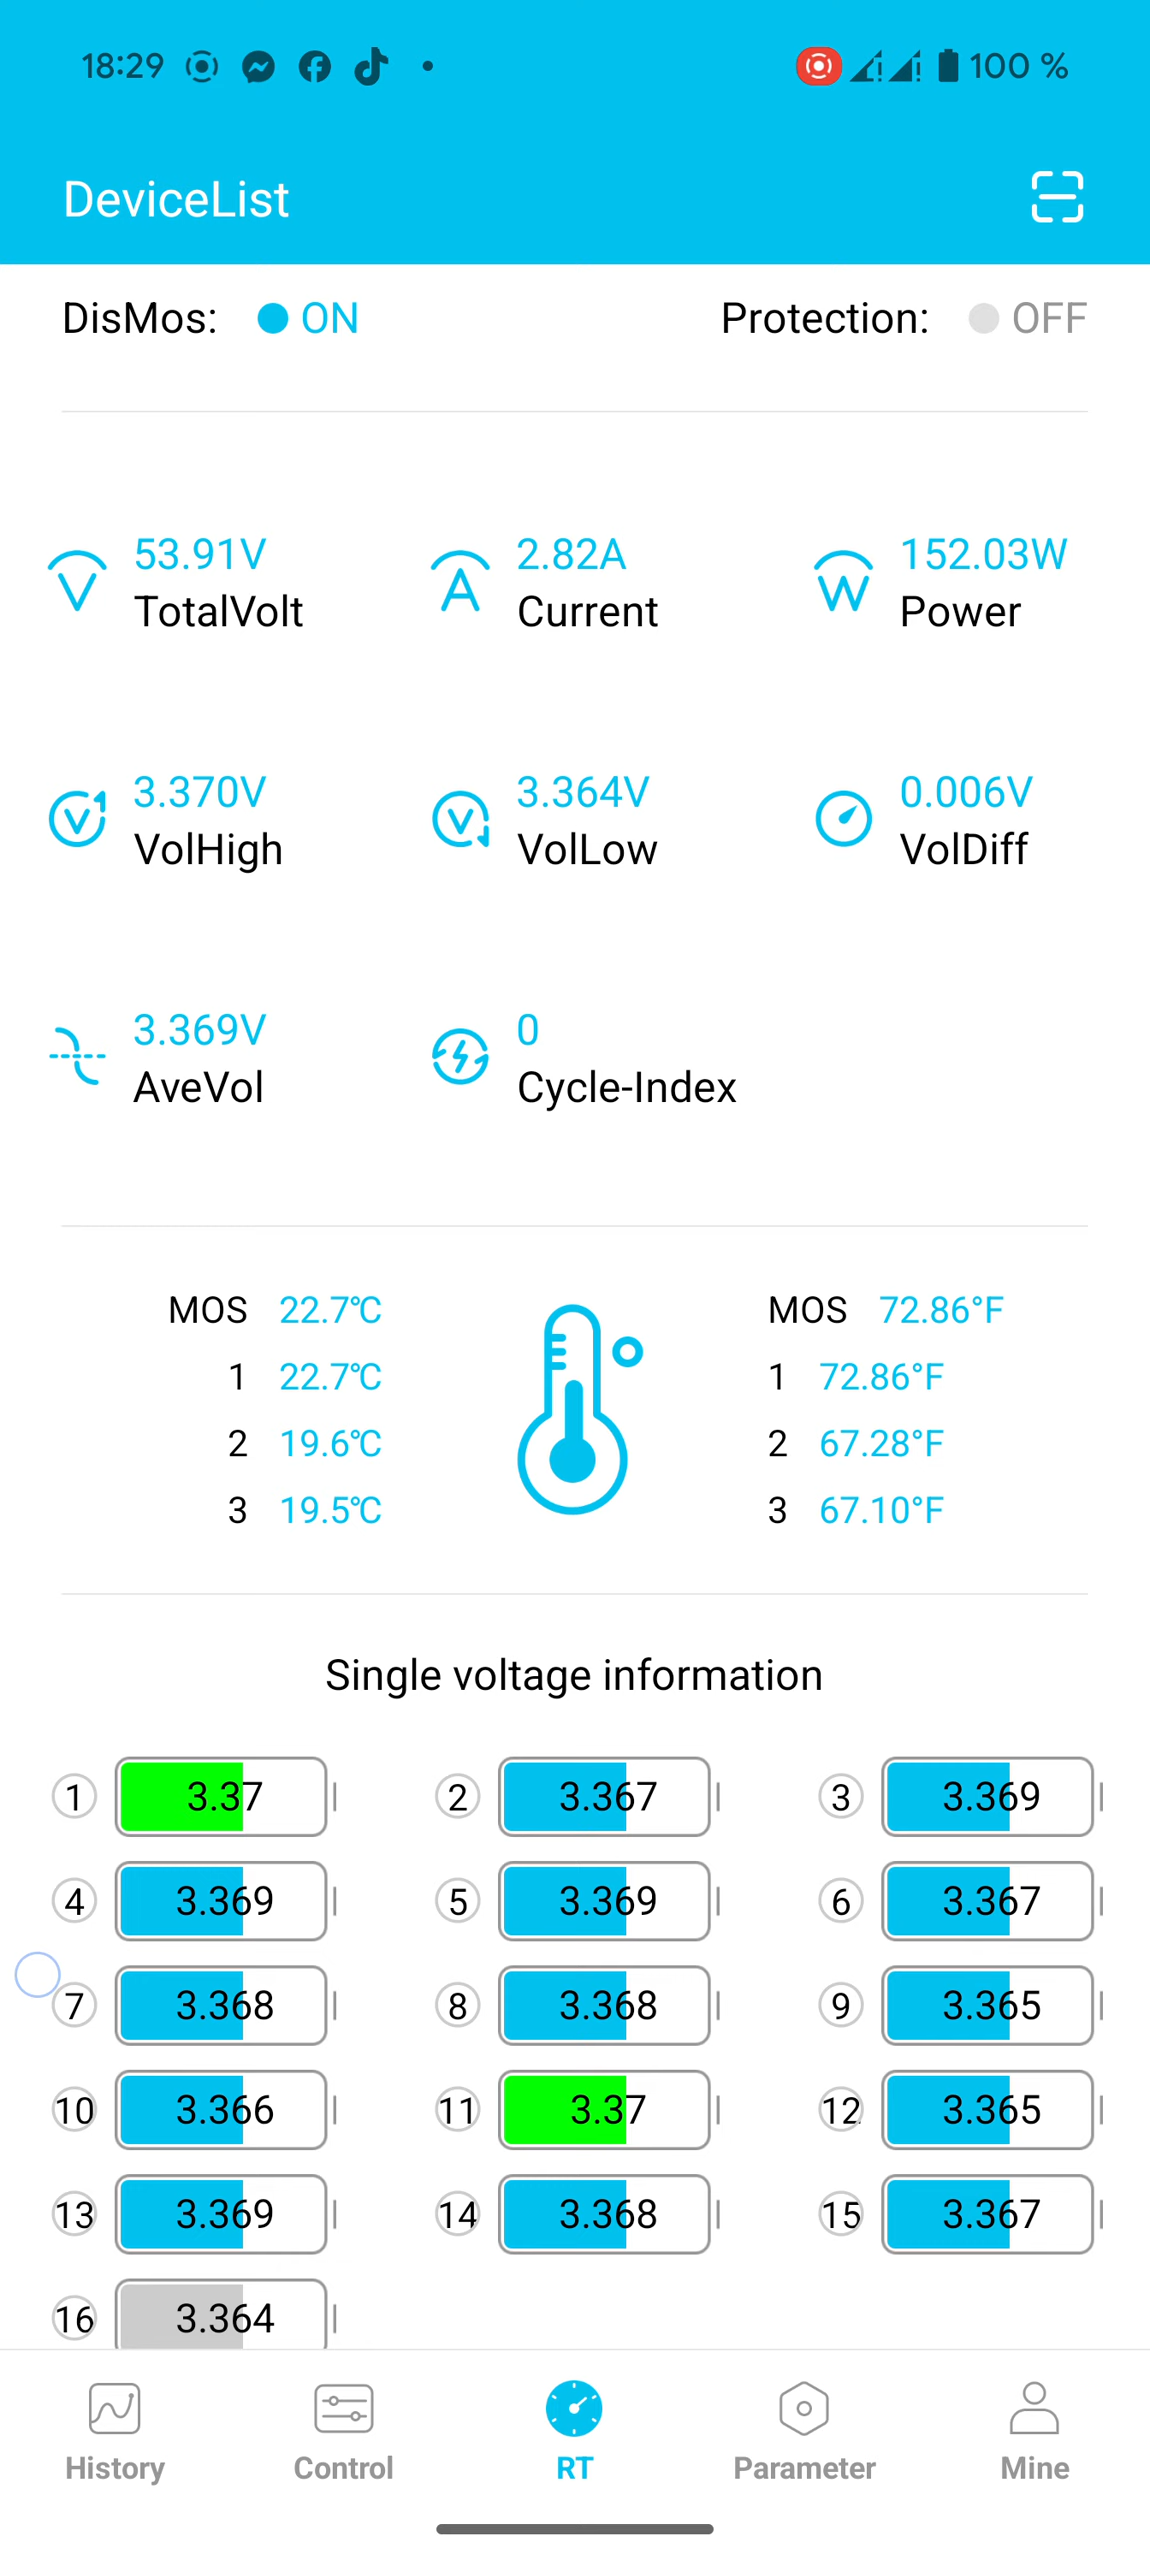 18:29 100 %
DeviceList
DisMos: ON Protection: OFF
53.91V 2.82A 152.03W
TotalVolt Current Power
3.370V 3.364V 0.006V
VolHigh VolLow VolDiff
3.369V 0
AveVol Cycle-Index
MOS 22.7℃ MOS 72.86°F
1 22.7℃ 1 72.86°F
2 19.6℃ 2 67.28°F
3 19.5℃ 3 67.10°F
Single voltage information
1 3.37 2 3.367 3 3.369
4 3.369 5 3.369 6 3.367
7 3.368 8 3.368 9 3.365
10 3.366 11 3.37 12 3.365
13 3.369 14 3.368 15 3.367
16 3.364
History Control RT Parameter Mine